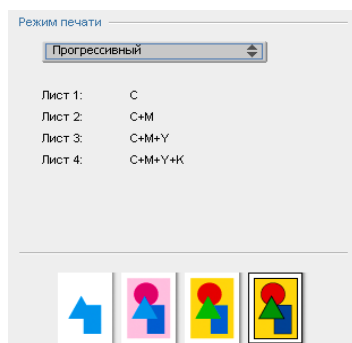 Режим печати
Прогрессивный
Лист 1: C
Лист 2: C+M
Лист 3: C+M+Y
Лист 4: C+M+Y+K